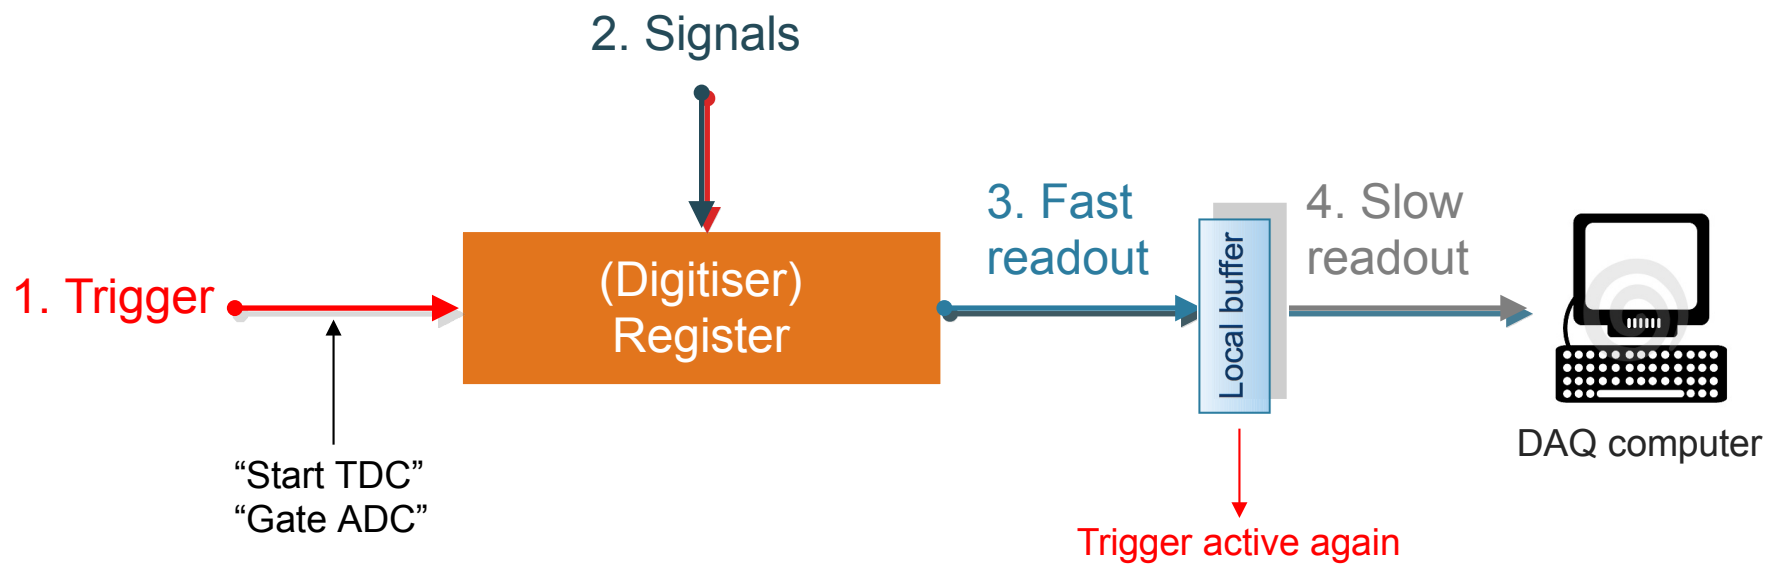 2. Signals
1. Trigger
(Digitiser)
Register
3. Fast
readout
Local buffer
4. Slow
readout
DAQ computer
“Start TDC”
“Gate ADC”
Trigger active again